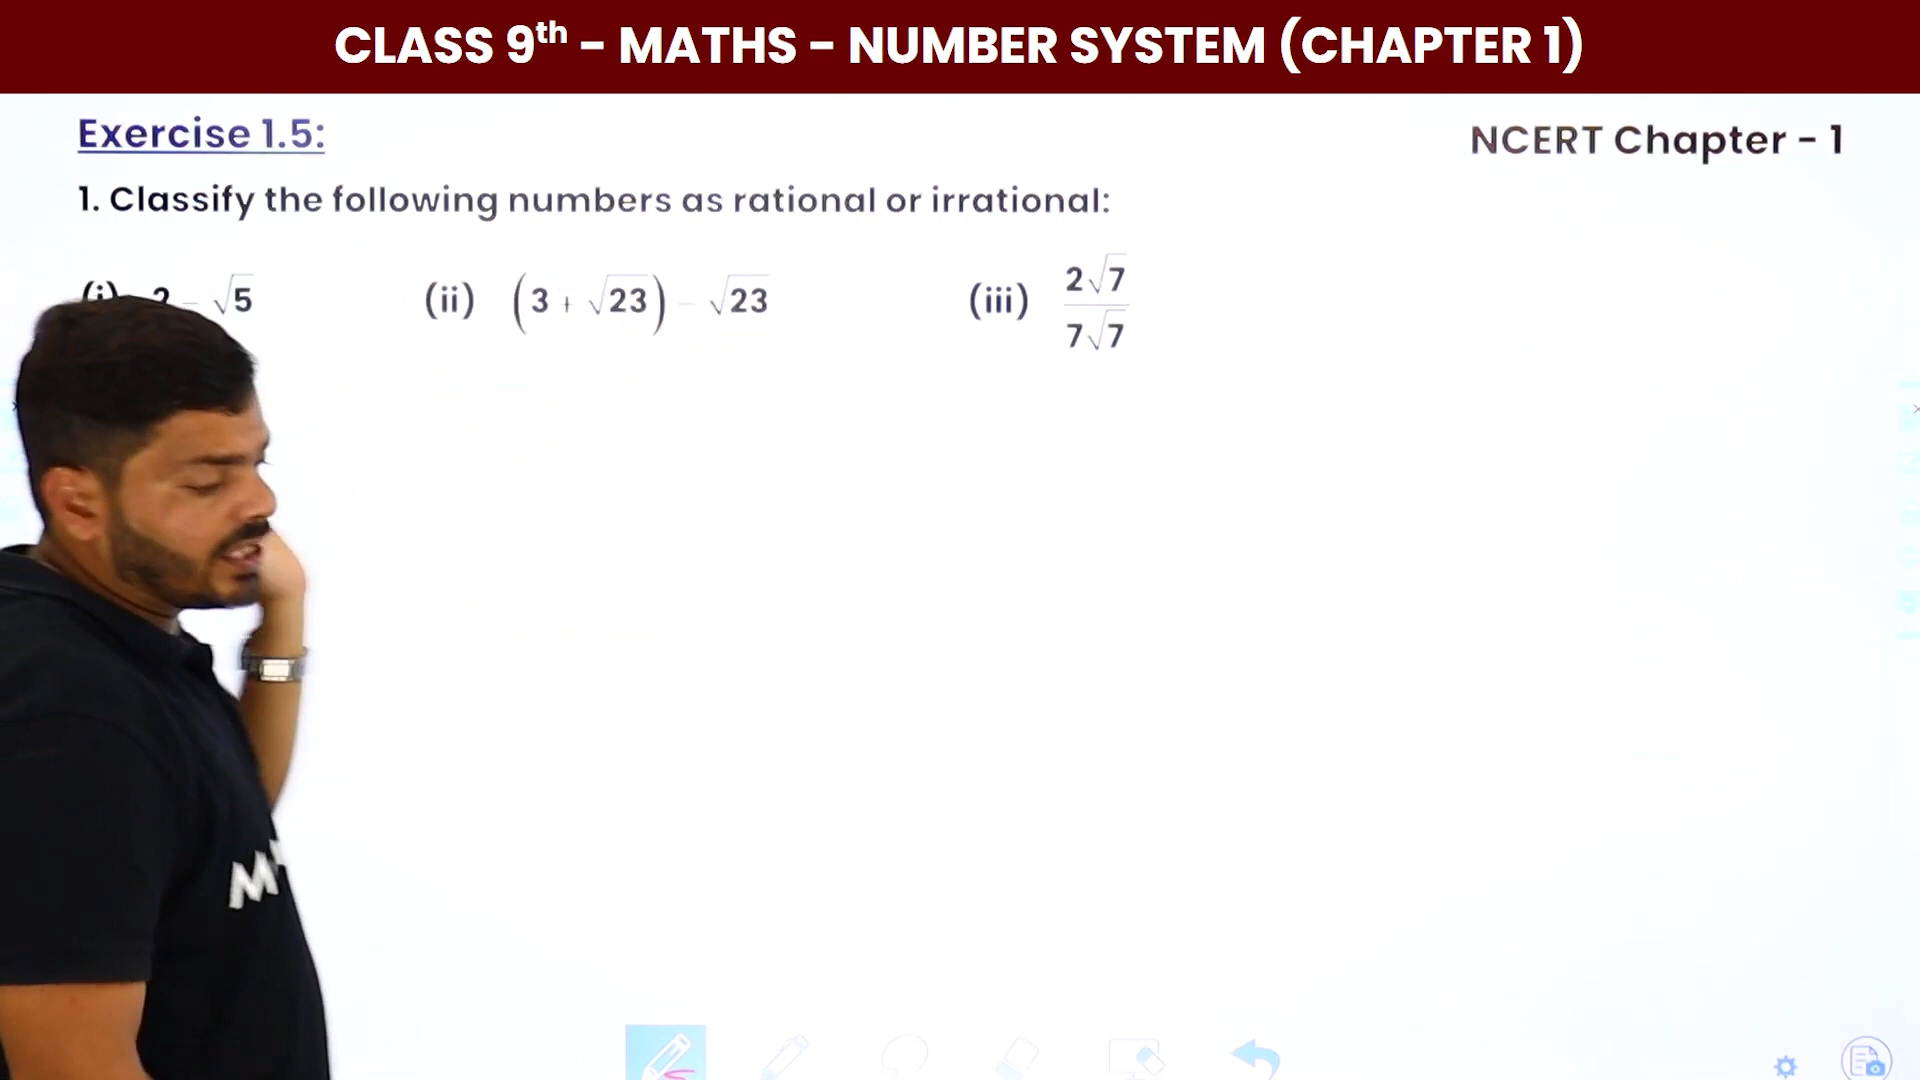 CLASS 9th - MATHS - NUMBER SYSTEM (CHAPTER 1)
Exercise 1.5:
NCERT Chapter - 1
1. Classify the following numbers as rational or irrational:
(i) 2 - √5 (ii) (3 + √23) - √23 (iii) 2√7 / 7√7